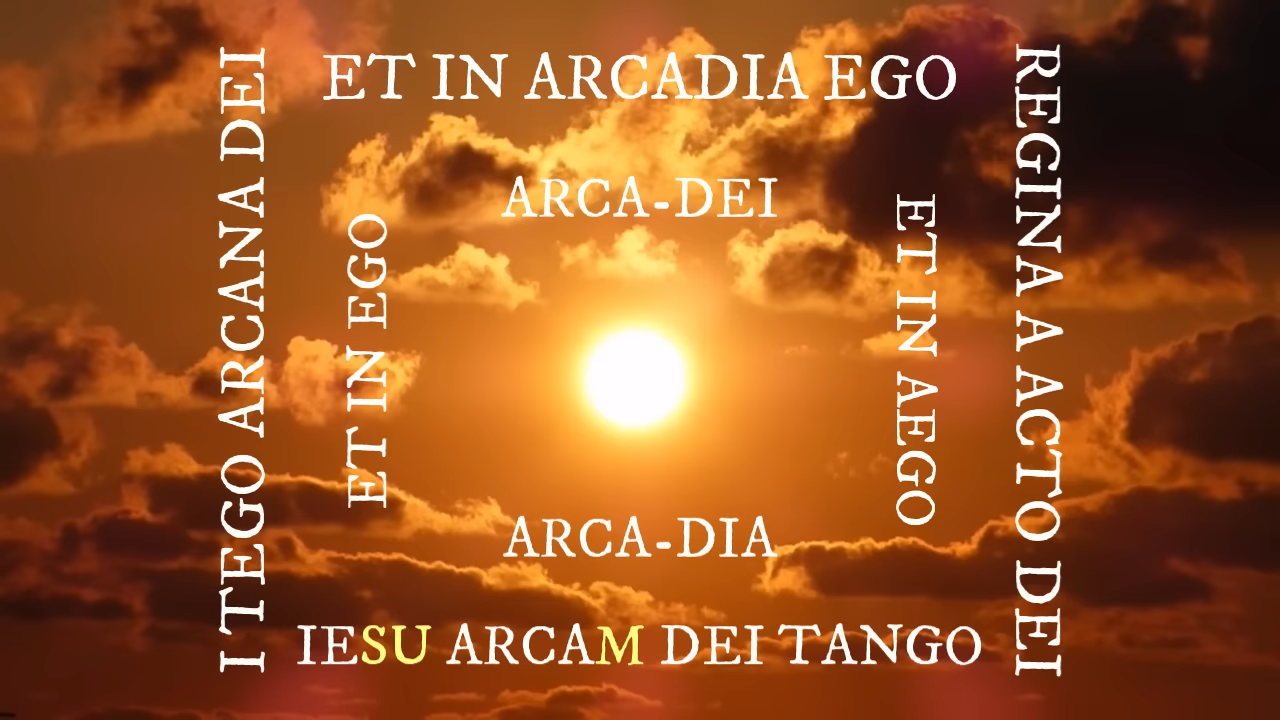 ET IN ARCADIA EGO
I TEGO ARCANA DEI
REGINA A ACTO DEI
ARCA-DEI
ET IN EGO
ET IN AEGO
ARCA-DIA
IESU ARCAM DEI TANGO